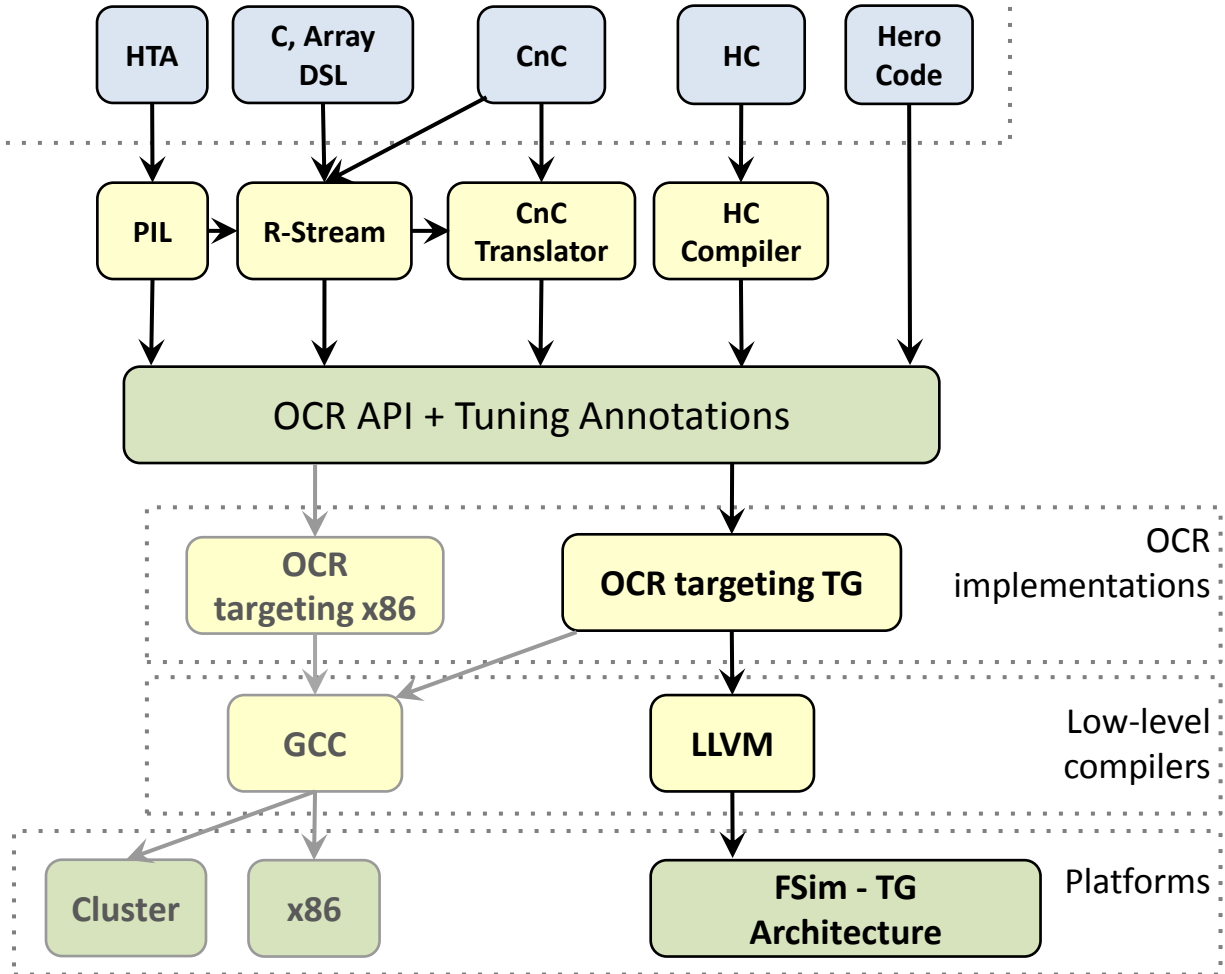 HTA
C, Array
DSL
CnC
HC
Hero
Code
PIL
R-Stream
CnC
Translator
HC
Compiler
OCR API + Tuning Annotations
OCR
targeting x86
OCR targeting TG
OCR
implementations
GCC
LLVM
Low-level
compilers
Cluster
x86
FSim - TG
Architecture
Platforms